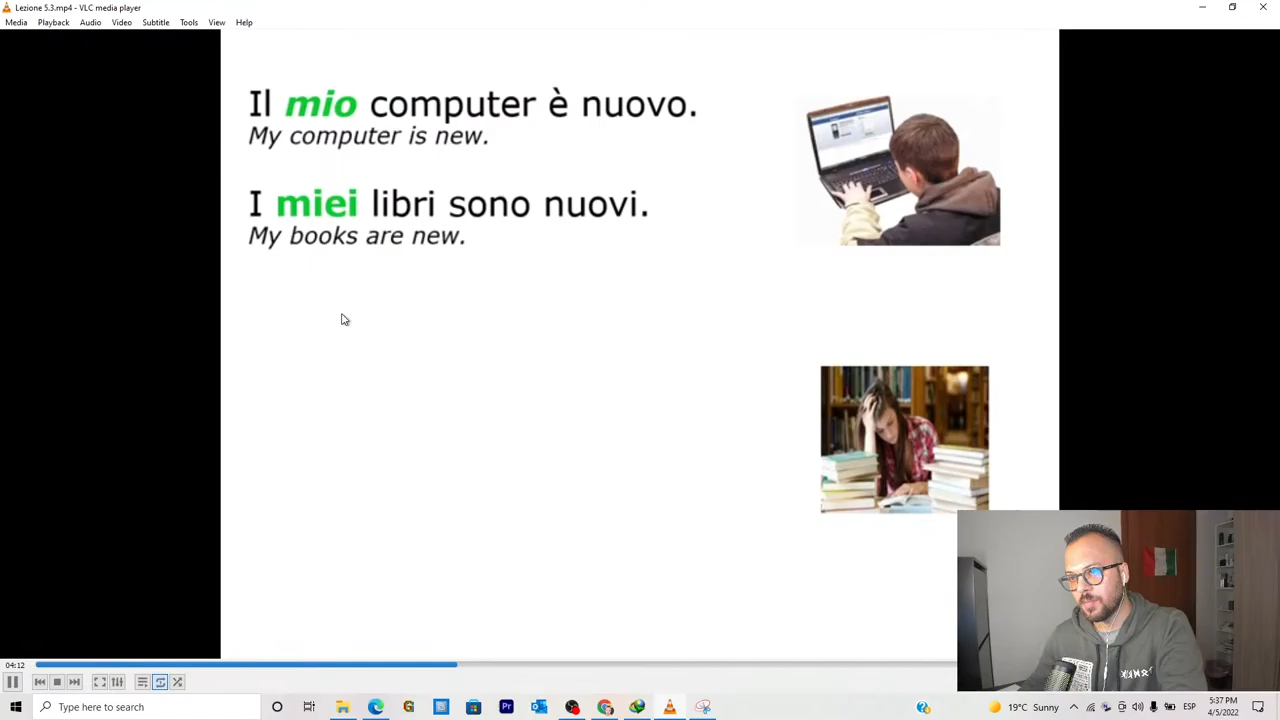 Lezione 5.3.mp4 - VLC media player
Media Playback Audio Video Subtitle Tools View Help
Il mio computer è nuovo.
My computer is new.
I miei libri sono nuovi.
My books are new.
04:12
Type here to search
19°C Sunny
ESP
5:37 PM
4/5/2022